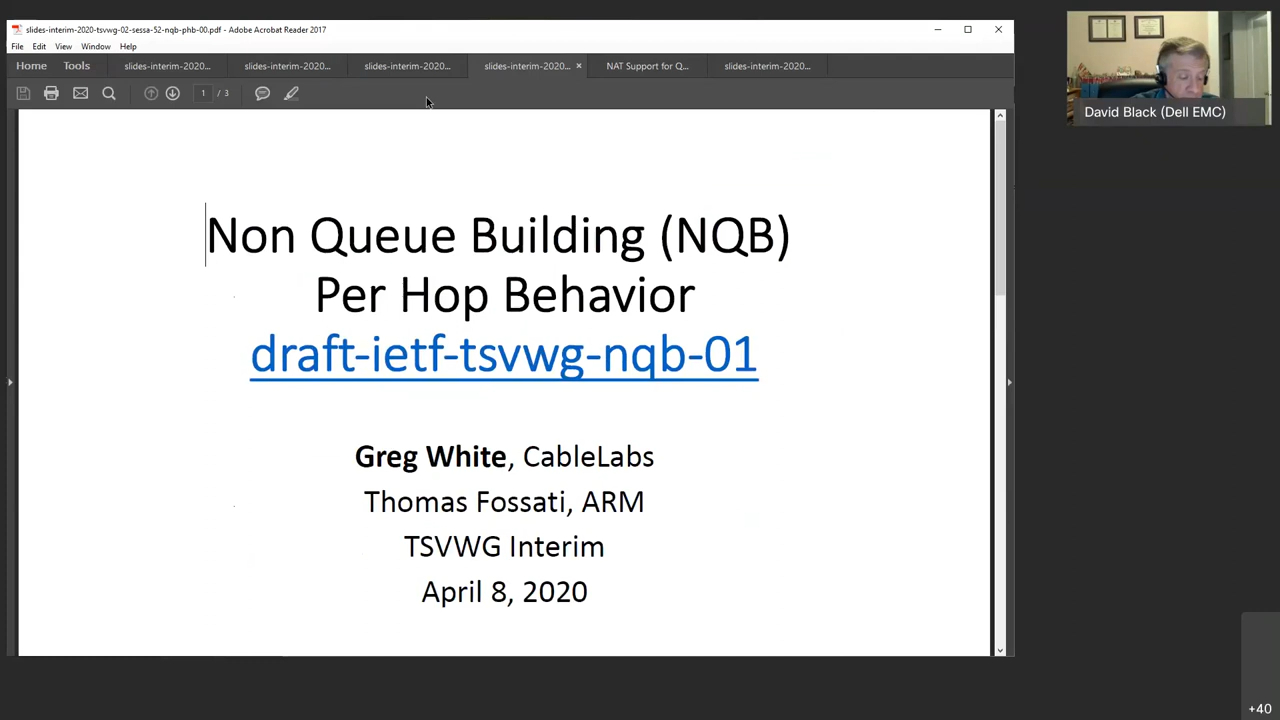 slides-interim-2020-tsvwg-02-sessa-52-nqb-phb-00.pdf - Adobe Acrobat Reader 2017
File Edit View Window Help
Home Tools slides-interim-2020... slides-interim-2020... slides-interim-2020... slides-interim-2020... × NAT Support for Q... slides-interim-2020...
1 / 3
Non Queue Building (NQB)
Per Hop Behavior
draft-ietf-tsvwg-nqb-01
Greg White, CableLabs
Thomas Fossati, ARM
TSVWG Interim
April 8, 2020
David Black (Dell EMC)
+40